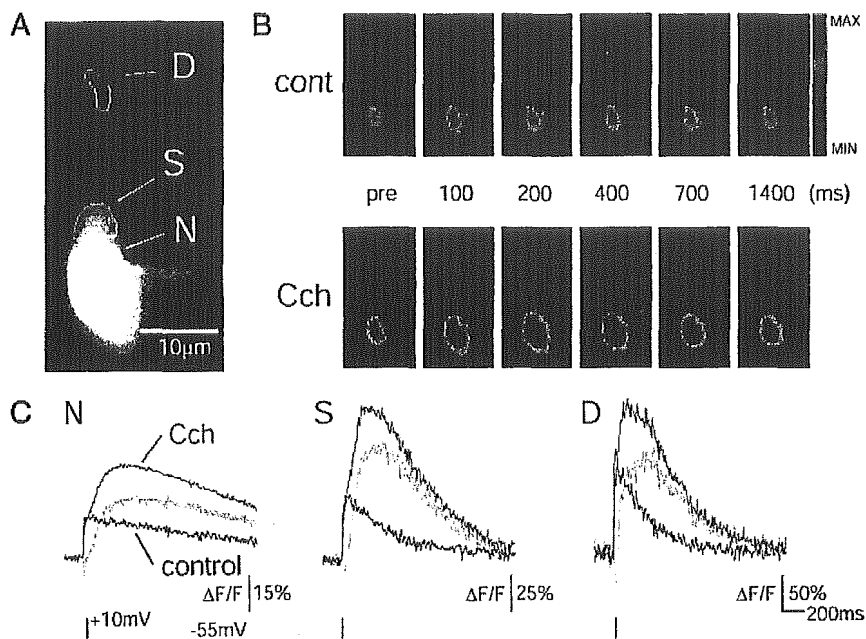 A
D
S
N
10μm
B
cont
MAX
MIN
pre 100 200 400 700 1400 (ms)
Cch
C N
Cch
control
ΔF/F 15%
+10mV
-55mV
S
ΔF/F 25%
D
ΔF/F 50%
200ms